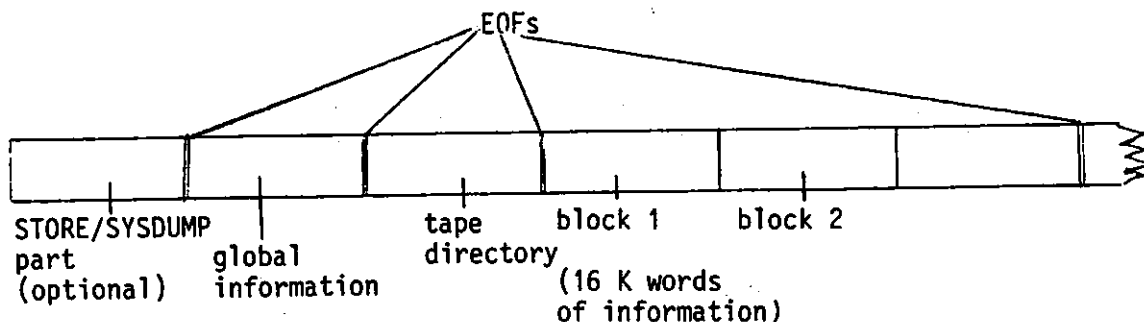 EOFs
STORE/SYSDUMP
part
(optional)
global
information
tape
directory
block 1
(16 K words
of information)
block 2